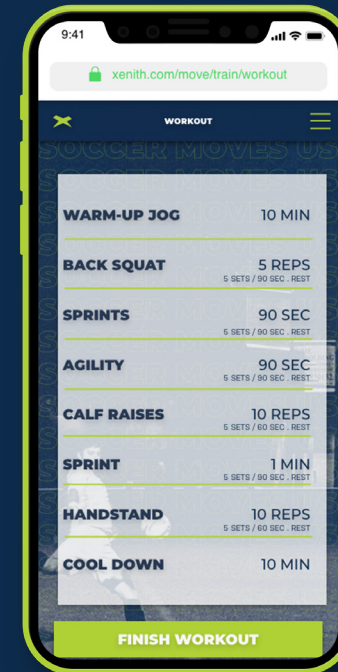 9:41
xenith.com/move/train/workout
WORKOUT
SOCCER MOVES US
WARM-UP JOG 10 MIN
BACK SQUAT 5 REPS
5 SETS / 90 SEC . REST
SPRINTS 90 SEC
5 SETS / 90 SEC . REST
AGILITY 90 SEC
5 SETS / 90 SEC . REST
CALF RAISES 10 REPS
5 SETS / 60 SEC . REST
SPRINT 1 MIN
5 SETS / 90 SEC . REST
HANDSTAND 10 REPS
5 SETS / 60 SEC . REST
COOL DOWN 10 MIN
FINISH WORKOUT